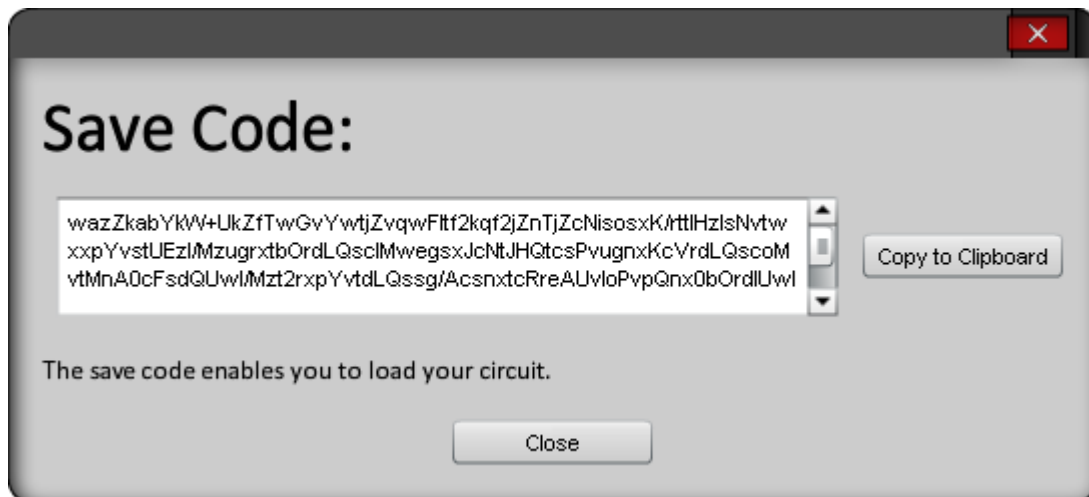 Save Code:
wazZkabYkW+UkZfTwGvYwtjZvqwFltf2kqf2jZnTjZcNisosxK/rttlHzlsNvtw
xxpYvstUEzl/MzugrxtbOrdLQsclMwegsxJcNtJHQtcsPvugnxKcVrdLQscoM
vtMnA0cFsdQUwl/Mzt2rxpYvtdLQssg/AcsnxtcRreAUvloPvpQnx0bOrdlUwl
Copy to Clipboard
The save code enables you to load your circuit.
Close